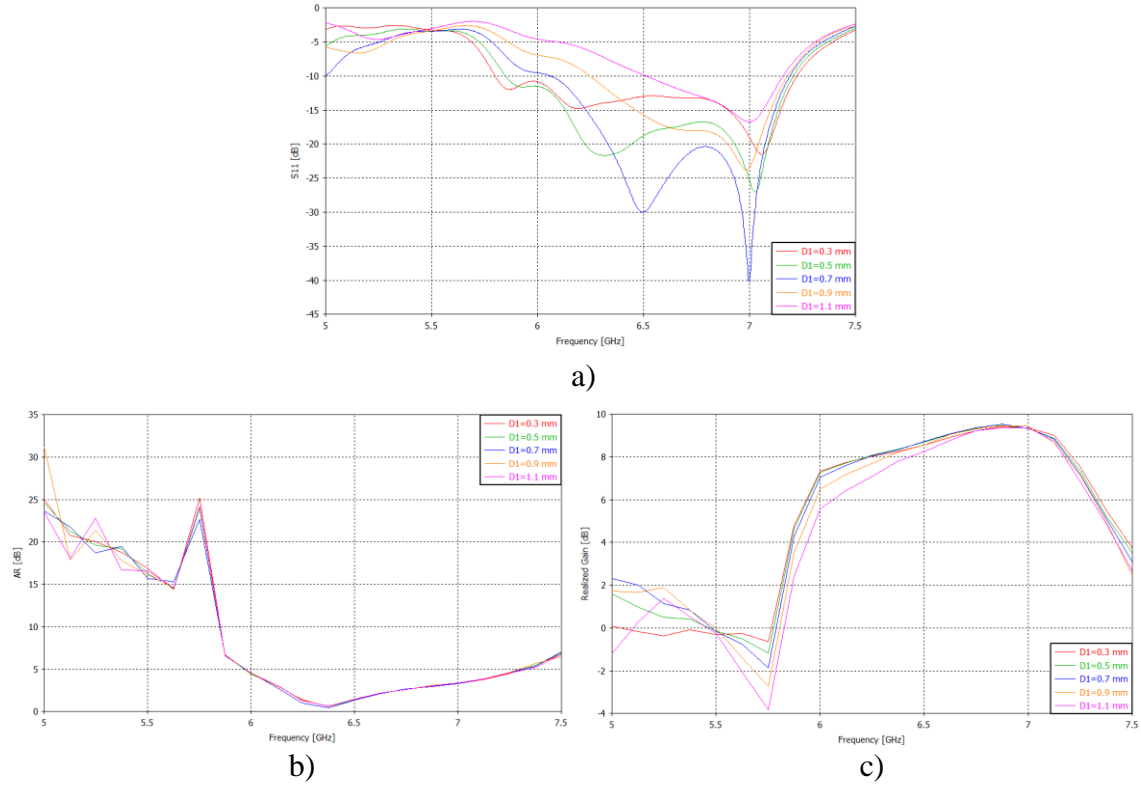 0
-5
-10
-15
-20
-25
-30
-35
-40
-45
S11 [dB]
5
5.5
6
6.5
7
7.5
Frequency [GHz]
D1=0.3 mm
D1=0.5 mm
D1=0.7 mm
D1=0.9 mm
D1=1.1 mm
a)
35
30
25
20
15
10
5
0
AR [dB]
5
5.5
6
6.5
7
7.5
Frequency [GHz]
D1=0.3 mm
D1=0.5 mm
D1=0.7 mm
D1=0.9 mm
D1=1.1 mm
b)
10
8
6
4
2
0
-2
-4
Realized Gain [dB]
5
5.5
6
6.5
7
7.5
Frequency [GHz]
D1=0.3 mm
D1=0.5 mm
D1=0.7 mm
D1=0.9 mm
D1=1.1 mm
c)